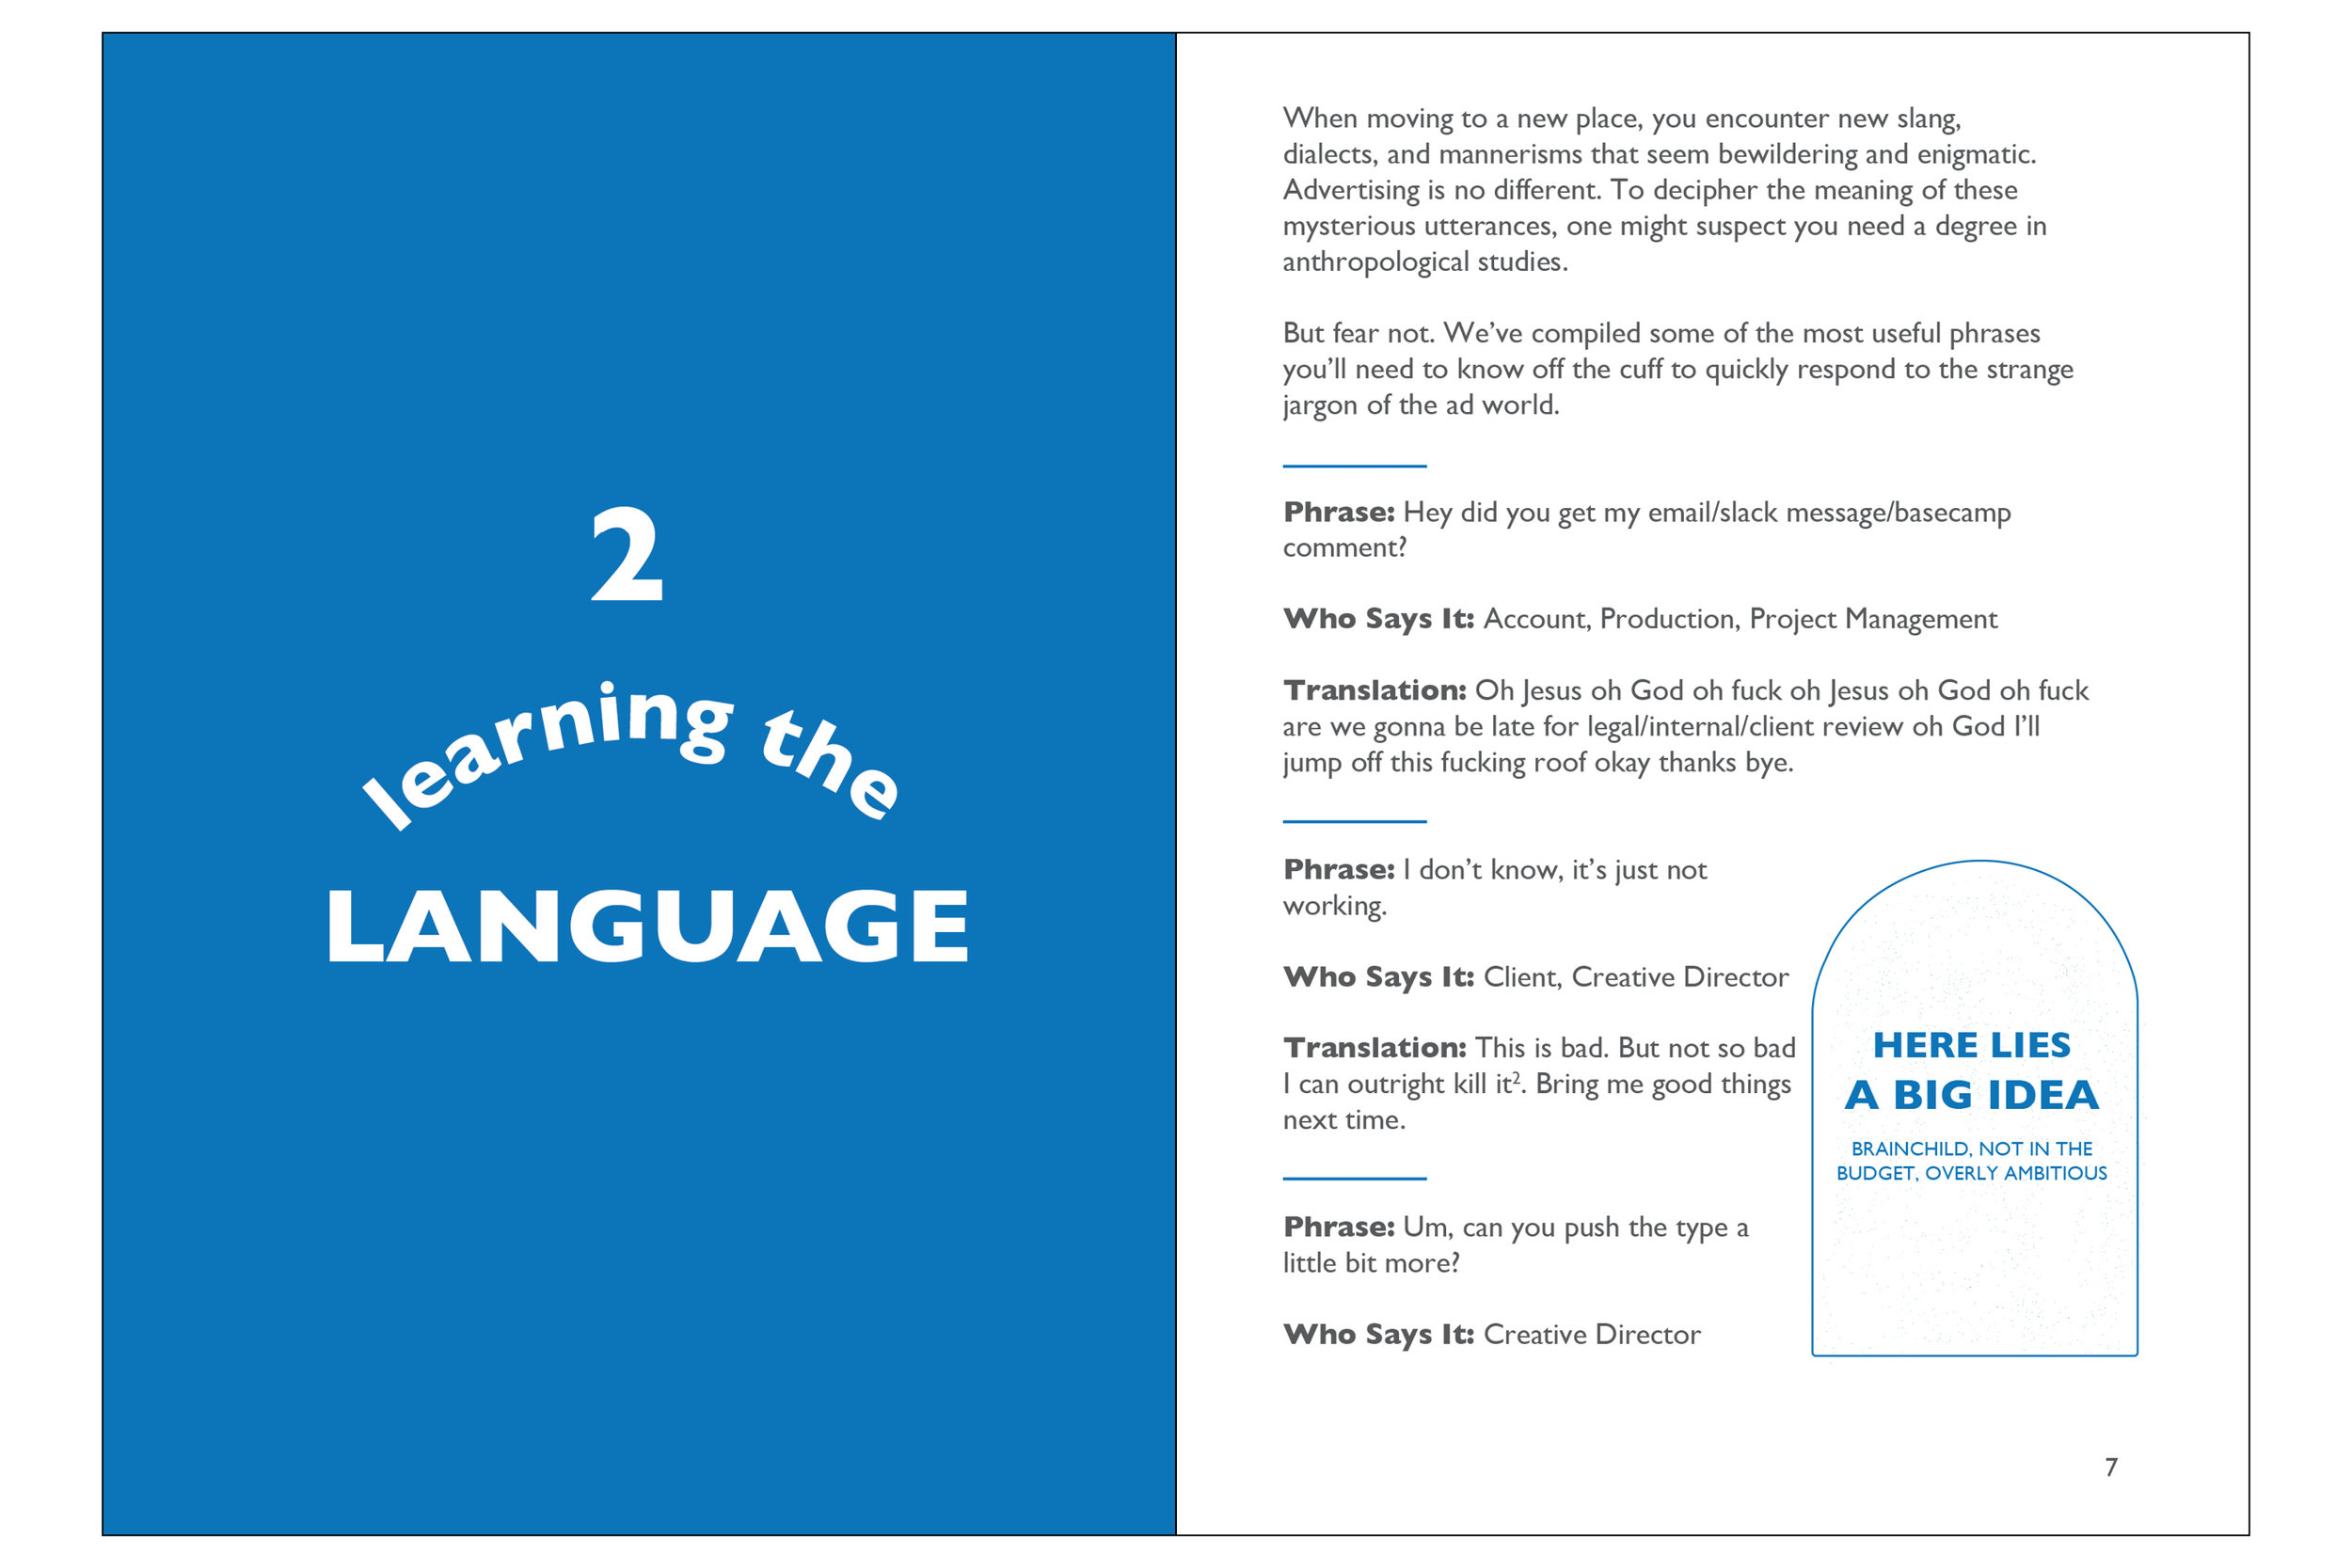 2
learning the
LANGUAGE
When moving to a new place, you encounter new slang,
dialects, and mannerisms that seem bewildering and enigmatic.
Advertising is no different. To decipher the meaning of these
mysterious utterances, one might suspect you need a degree in
anthropological studies.
But fear not. We’ve compiled some of the most useful phrases
you’ll need to know off the cuff to quickly respond to the strange
jargon of the ad world.
Phrase: Hey did you get my email/slack message/basecamp
comment?
Who Says It: Account, Production, Project Management
Translation: Oh Jesus oh God oh fuck oh Jesus oh God oh fuck
are we gonna be late for legal/internal/client review oh God I’ll
jump off this fucking roof okay thanks bye.
Phrase: I don’t know, it’s just not
working.
Who Says It: Client, Creative Director
Translation: This is bad. But not so bad
I can outright kill it². Bring me good things
next time.
Phrase: Um, can you push the type a
little bit more?
Who Says It: Creative Director
HERE LIES
A BIG IDEA
BRAINCHILD, NOT IN THE
BUDGET, OVERLY AMBITIOUS
7